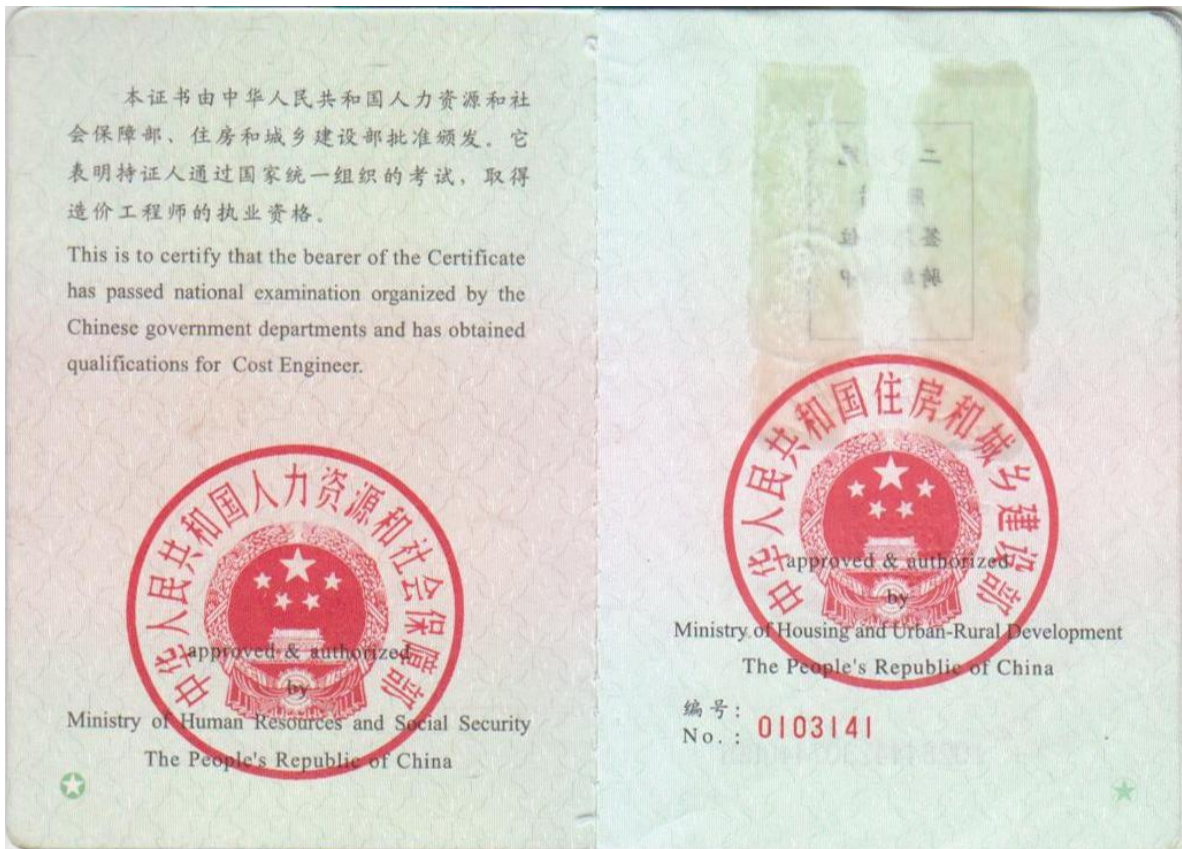 本证书由中华人民共和国人力资源和社
会保障部、住房和城乡建设部批准颁发。它
表明持证人通过国家统一组织的考试，取得
造价工程师的执业资格。
This is to certify that the bearer of the Certificate
has passed national examination organized by the
Chinese government departments and has obtained
qualifications for Cost Engineer.
中华人民共和国人力资源和社会保障部
approved & authorized
by
Ministry of Human Resources and Social Security
The People's Republic of China
中华人民共和国住房和城乡建设部
approved & authorized
by
Ministry of Housing and Urban-Rural Development
The People's Republic of China
编号:
No.: 0103141